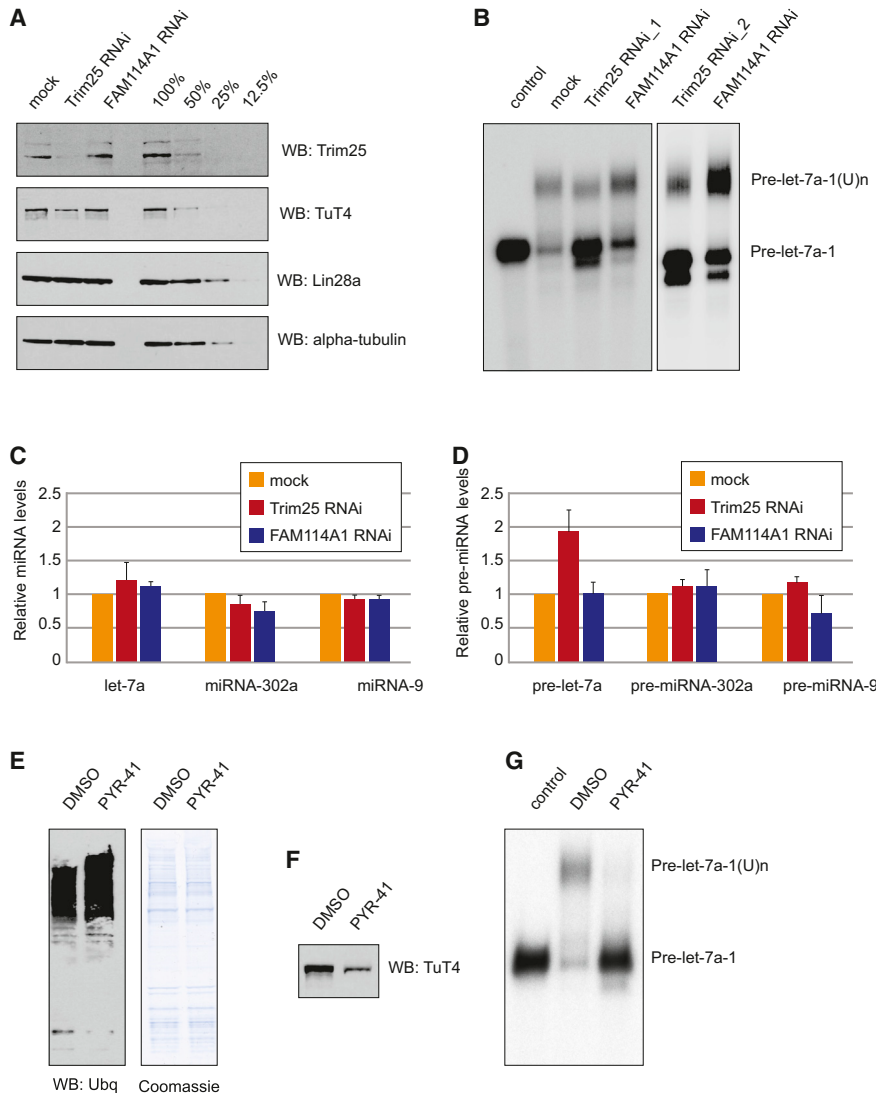 A
mock
Trim25 RNAi
FAM114A1 RNAi
100%
50%
25%
12.5%
WB: Trim25
WB: TuT4
WB: Lin28a
WB: alpha-tubulin
B
control
mock
Trim25 RNAi_1
FAM114A1 RNAi
Trim25 RNAi_2
FAM114A1 RNAi
Pre-let-7a-1(U)n
Pre-let-7a-1
C
mock
Trim25 RNAi
FAM114A1 RNAi
Relative miRNA levels
2.5
2
1.5
1
0.5
0
let-7a
miRNA-302a
miRNA-9
D
mock
Trim25 RNAi
FAM114A1 RNAi
Relative pre-miRNA levels
2.5
2
1.5
1
0.5
0
pre-let-7a
pre-miRNA-302a
pre-miRNA-9
E
DMSO
PYR-41
DMSO
PYR-41
WB: Ubq
Coomassie
F
DMSO
PYR-41
WB: TuT4
G
control
DMSO
PYR-41
Pre-let-7a-1(U)n
Pre-let-7a-1